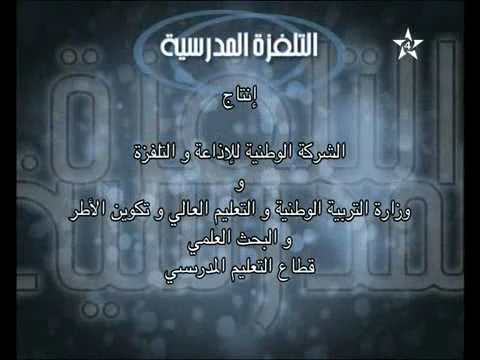 التلفزة المدرسية
4
إنتاج
الشركة الوطنية للإذاعة و التلفزة
و
وزارة التربية الوطنية و التعليم العالي و تكوين الأطر
و البحث العلمي
قطاع التعليم المدرسي